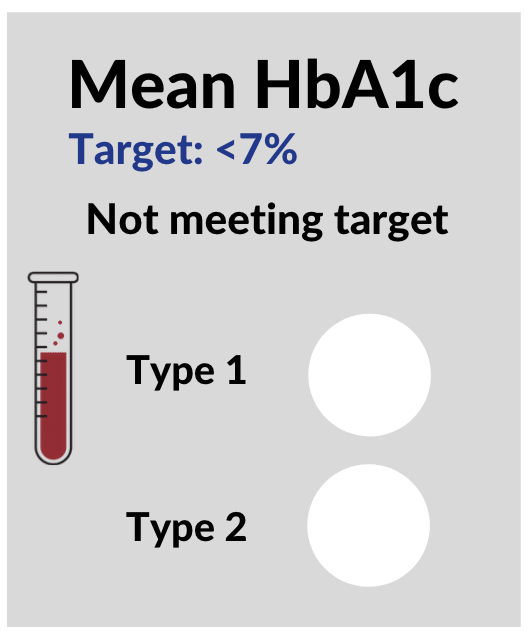 Mean HbA1c
Target: <7%
Not meeting target
Type 1
Type 2